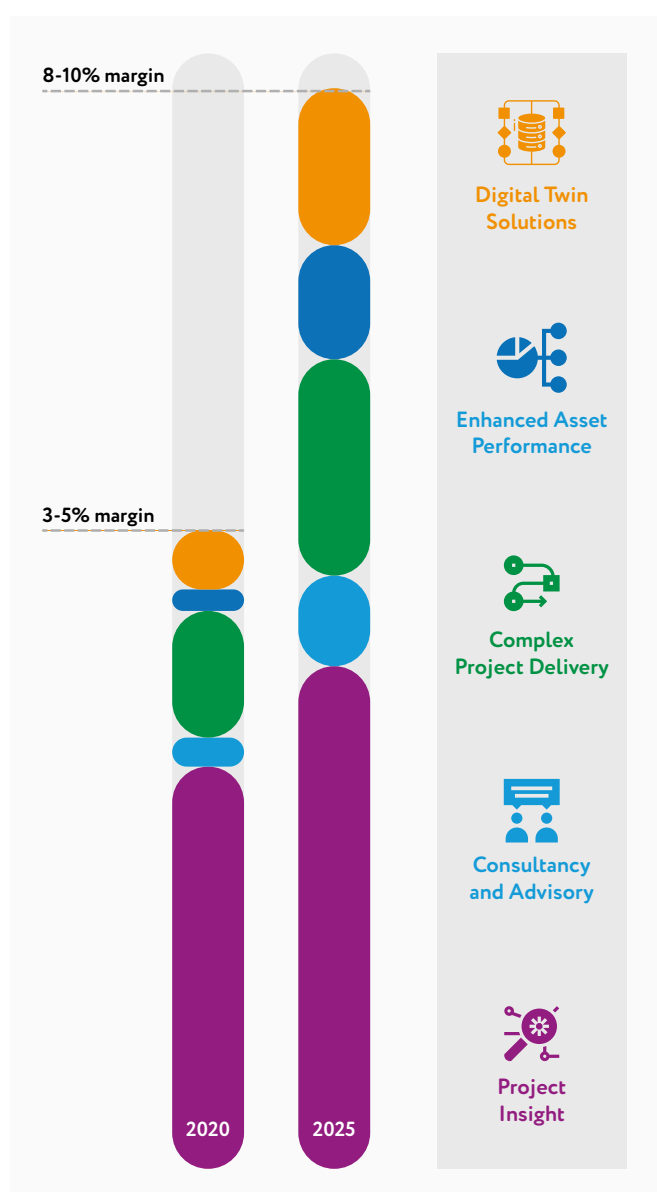 8-10% margin
Digital Twin
Solutions
Enhanced Asset
Performance
3-5% margin
Complex
Project Delivery
Consultancy
and Advisory
Project
Insight
2020
2025